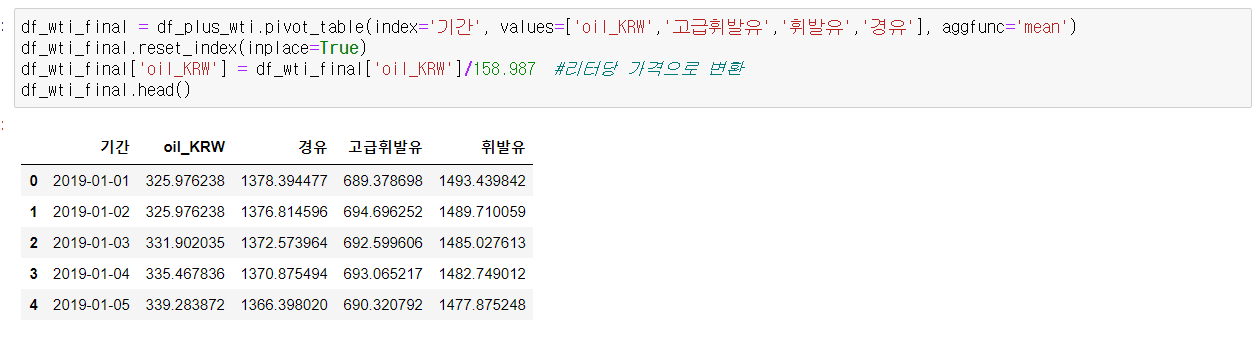 df_wti_final = df_plus_wti.pivot_table(index='기간', values=['oil_KRW','고급휘발유','휘발유','경유'], aggfunc='mean')
df_wti_final.reset_index(inplace=True)
df_wti_final['oil_KRW'] = df_wti_final['oil_KRW']/158.987  #리터당 가격으로 변환
df_wti_final.head()
기간 oil_KRW 경유 고급휘발유 휘발유
0 2019-01-01 325.976238 1378.394477 689.378698 1493.439842
1 2019-01-02 325.976238 1376.814596 694.696252 1489.710059
2 2019-01-03 331.902035 1372.573964 692.599606 1485.027613
3 2019-01-04 335.467836 1370.875494 693.065217 1482.749012
4 2019-01-05 339.283872 1366.398020 690.320792 1477.875248